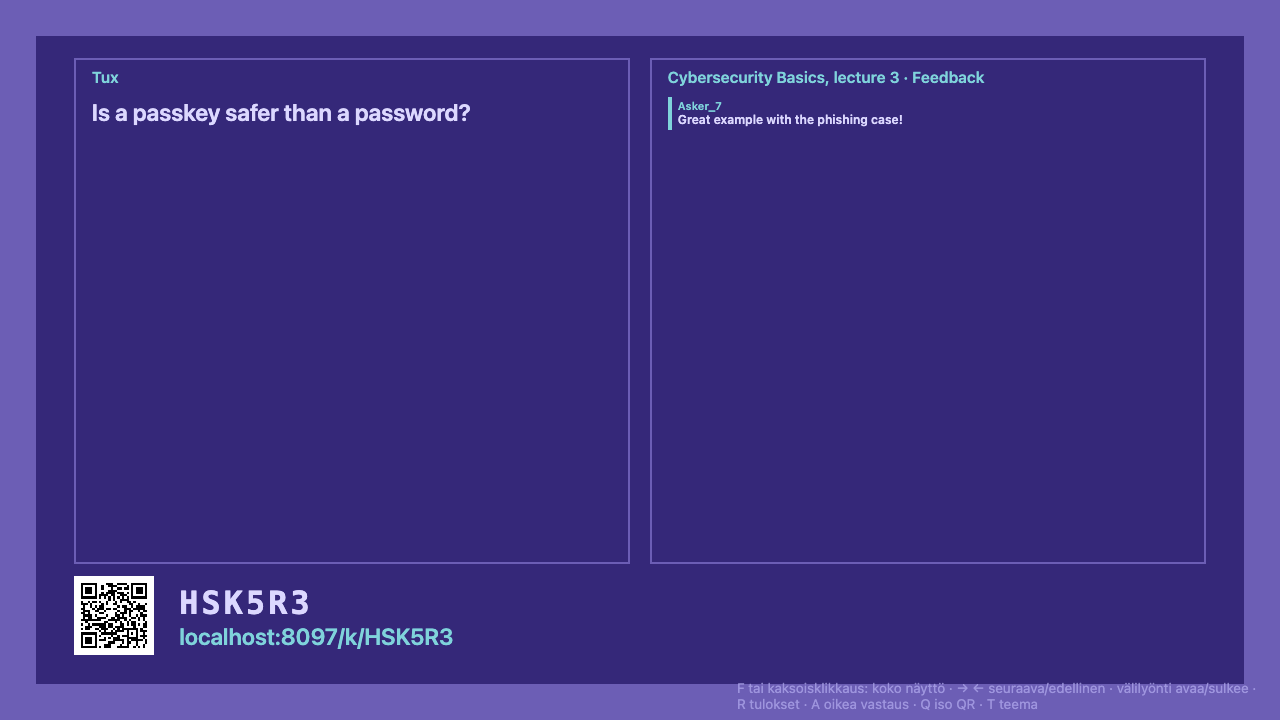 Tux
Is a passkey safer than a password?
Cybersecurity Basics, lecture 3 · Feedback
Asker_7
Great example with the phishing case!
HSK5R3
localhost:8097/k/HSK5R3
F tai kaksoisklikkaus: koko näyttö · → ← seuraava/edellinen · välilyönti avaa/sulkee ·
R tulokset · A oikea vastaus · Q iso QR · T teema